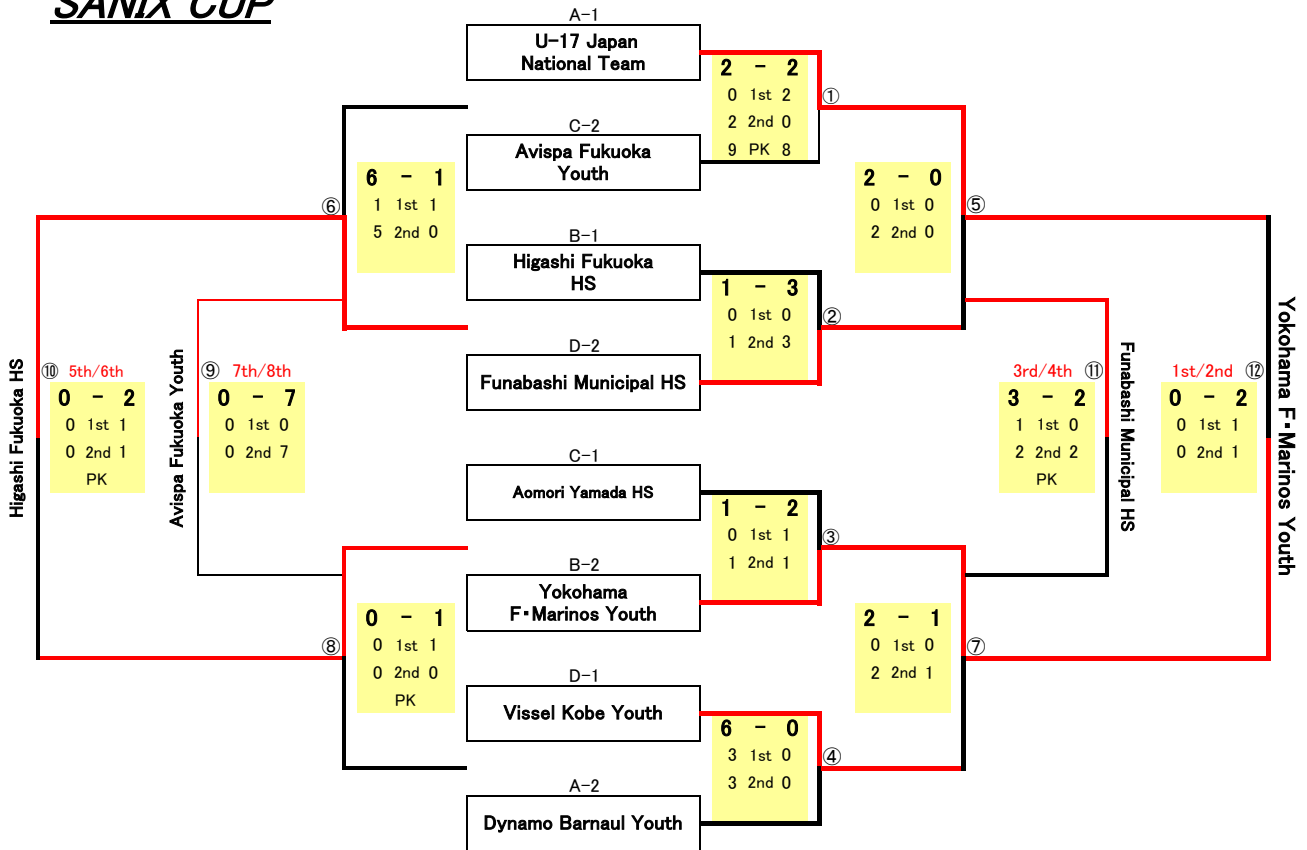 SANIX CUP
A-1
U-17 Japan
National Team
2 - 2
0 1st 2
2 2nd 0
9 PK 8
①
C-2
Avispa Fukuoka
Youth
6 - 1
1 1st 1
5 2nd 0
⑥
2 - 0
0 1st 0
2 2nd 0
⑤
B-1
Higashi Fukuoka
HS
1 - 3
0 1st 0
1 2nd 3
②
D-2
Funabashi Municipal HS
Higashi Fukuoka HS
⑩ 5th/6th
0 - 2
0 1st 1
0 2nd 1
PK
Avispa Fukuoka Youth
⑨ 7th/8th
0 - 7
0 1st 0
0 2nd 7
3rd/4th ⑪
3 - 2
1 1st 0
2 2nd 2
PK
Funabashi Municipal HS
1st/2nd ⑫
0 - 2
0 1st 1
0 2nd 1
Yokohama F・Marinos Youth
C-1
Aomori Yamada HS
1 - 2
0 1st 1
1 2nd 1
③
B-2
Yokohama
F・Marinos Youth
0 - 1
0 1st 1
0 2nd 0
PK
⑧
2 - 1
0 1st 0
2 2nd 1
⑦
D-1
Vissel Kobe Youth
6 - 0
3 1st 0
3 2nd 0
④
A-2
Dynamo Barnaul Youth